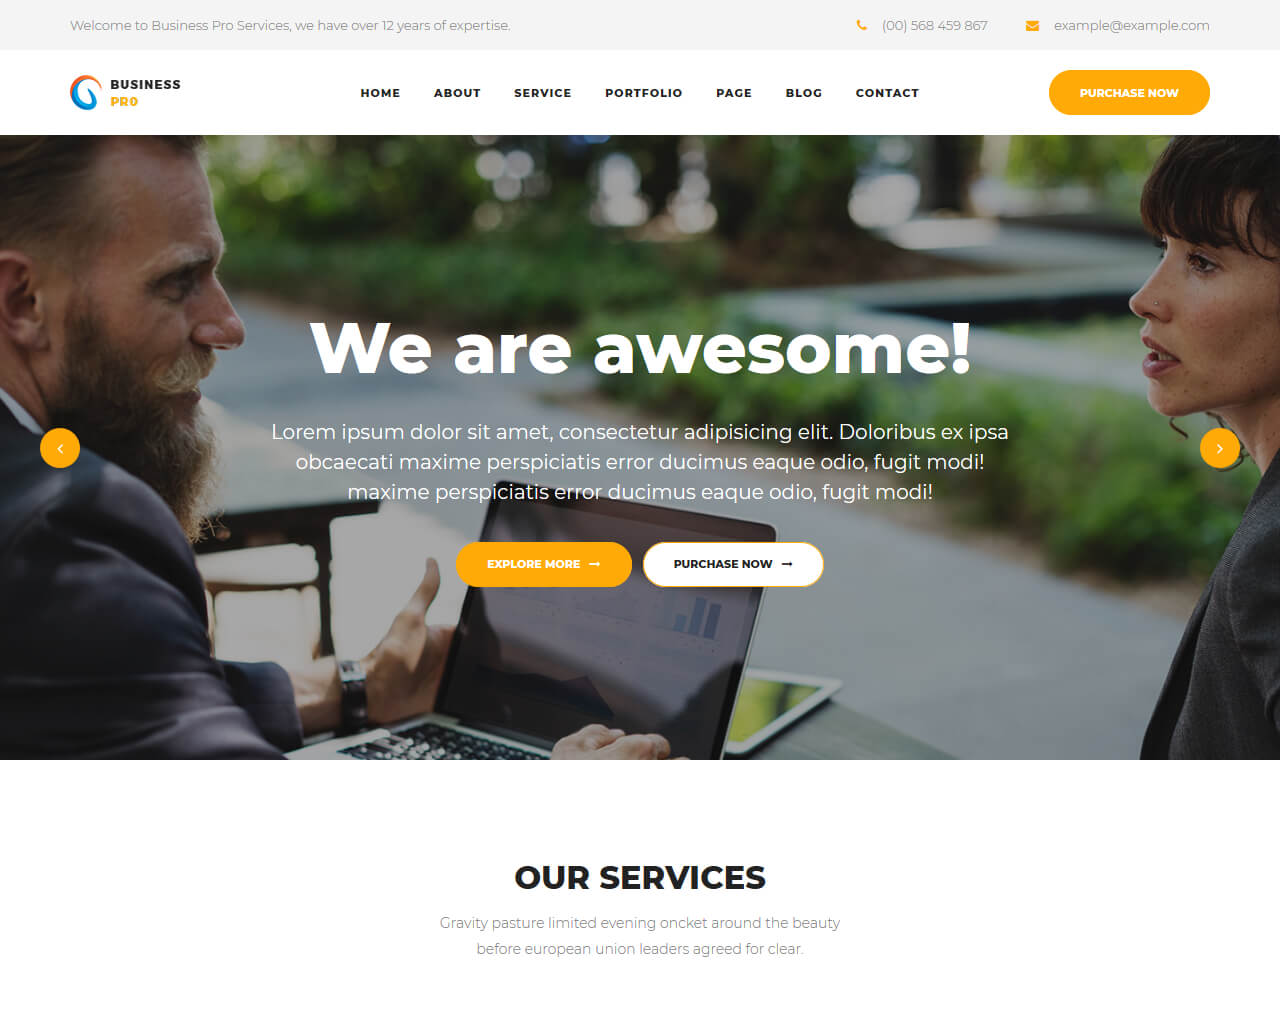 Welcome to Business Pro Services, we have over 12 years of expertise.
(00) 568 459 867
example@example.com
BUSINESS
PRO
HOME ABOUT SERVICE PORTFOLIO PAGE BLOG CONTACT
PURCHASE NOW
We are awesome!
Lorem ipsum dolor sit amet, consectetur adipisicing elit. Doloribus ex ipsa
obcaecati maxime perspiciatis error ducimus eaque odio, fugit modi!
maxime perspiciatis error ducimus eaque odio, fugit modi!
EXPLORE MORE
PURCHASE NOW
OUR SERVICES
Gravity pasture limited evening oncket around the beauty
before european union leaders agreed for clear.